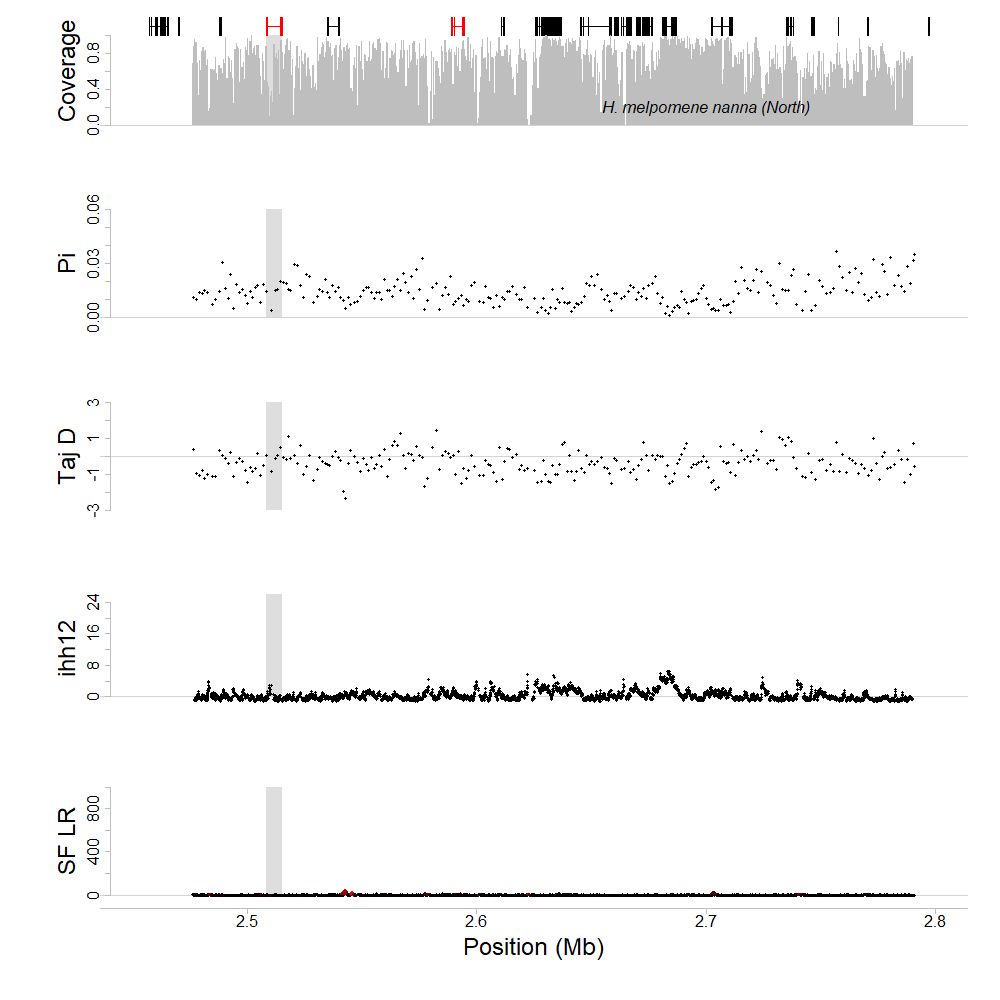 Coverage
0.0 0.4 0.8
H. melpomene nanna (North)
Pi
0.00 0.03 0.06
Taj D
-3 -1 1 3
ihh12
0 8 16 24
SF LR
0 400 800
2.5 2.6 2.7 2.8
Position (Mb)